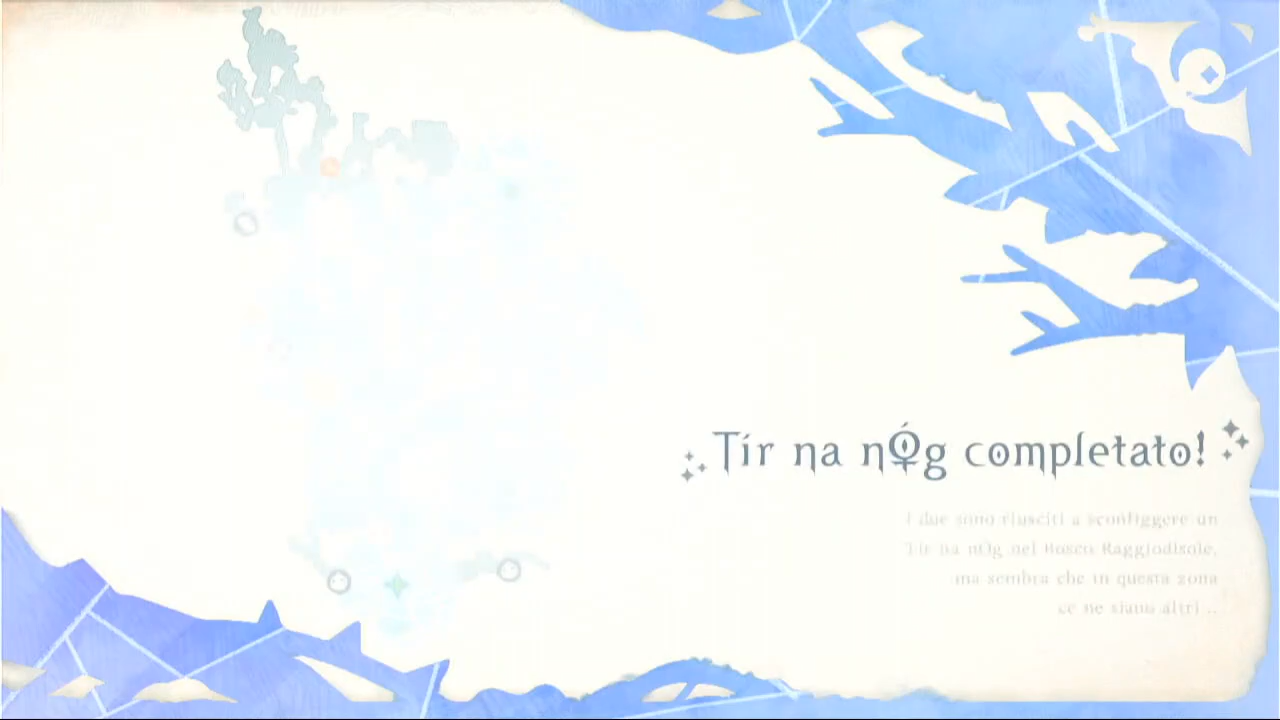 Tír na nÓg completato!
I due sono riusciti a sconfiggere un
Tír na nÓg nel Bosco Raggiodisole,
ma sembra che in questa zona
ce ne siano altri...